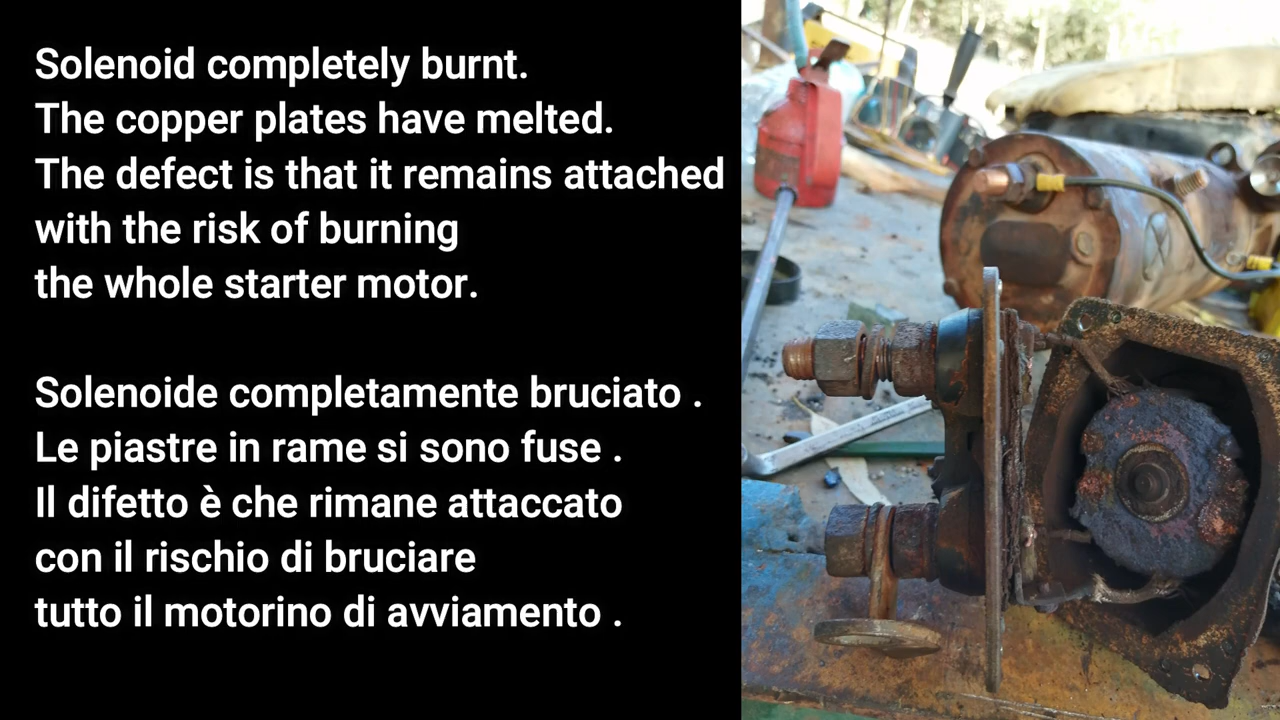 Solenoid completely burnt.
The copper plates have melted.
The defect is that it remains attached
with the risk of burning
the whole starter motor.
Solenoide completamente bruciato .
Le piastre in rame si sono fuse .
Il difetto è che rimane attaccato
con il rischio di bruciare
tutto il motorino di avviamento .